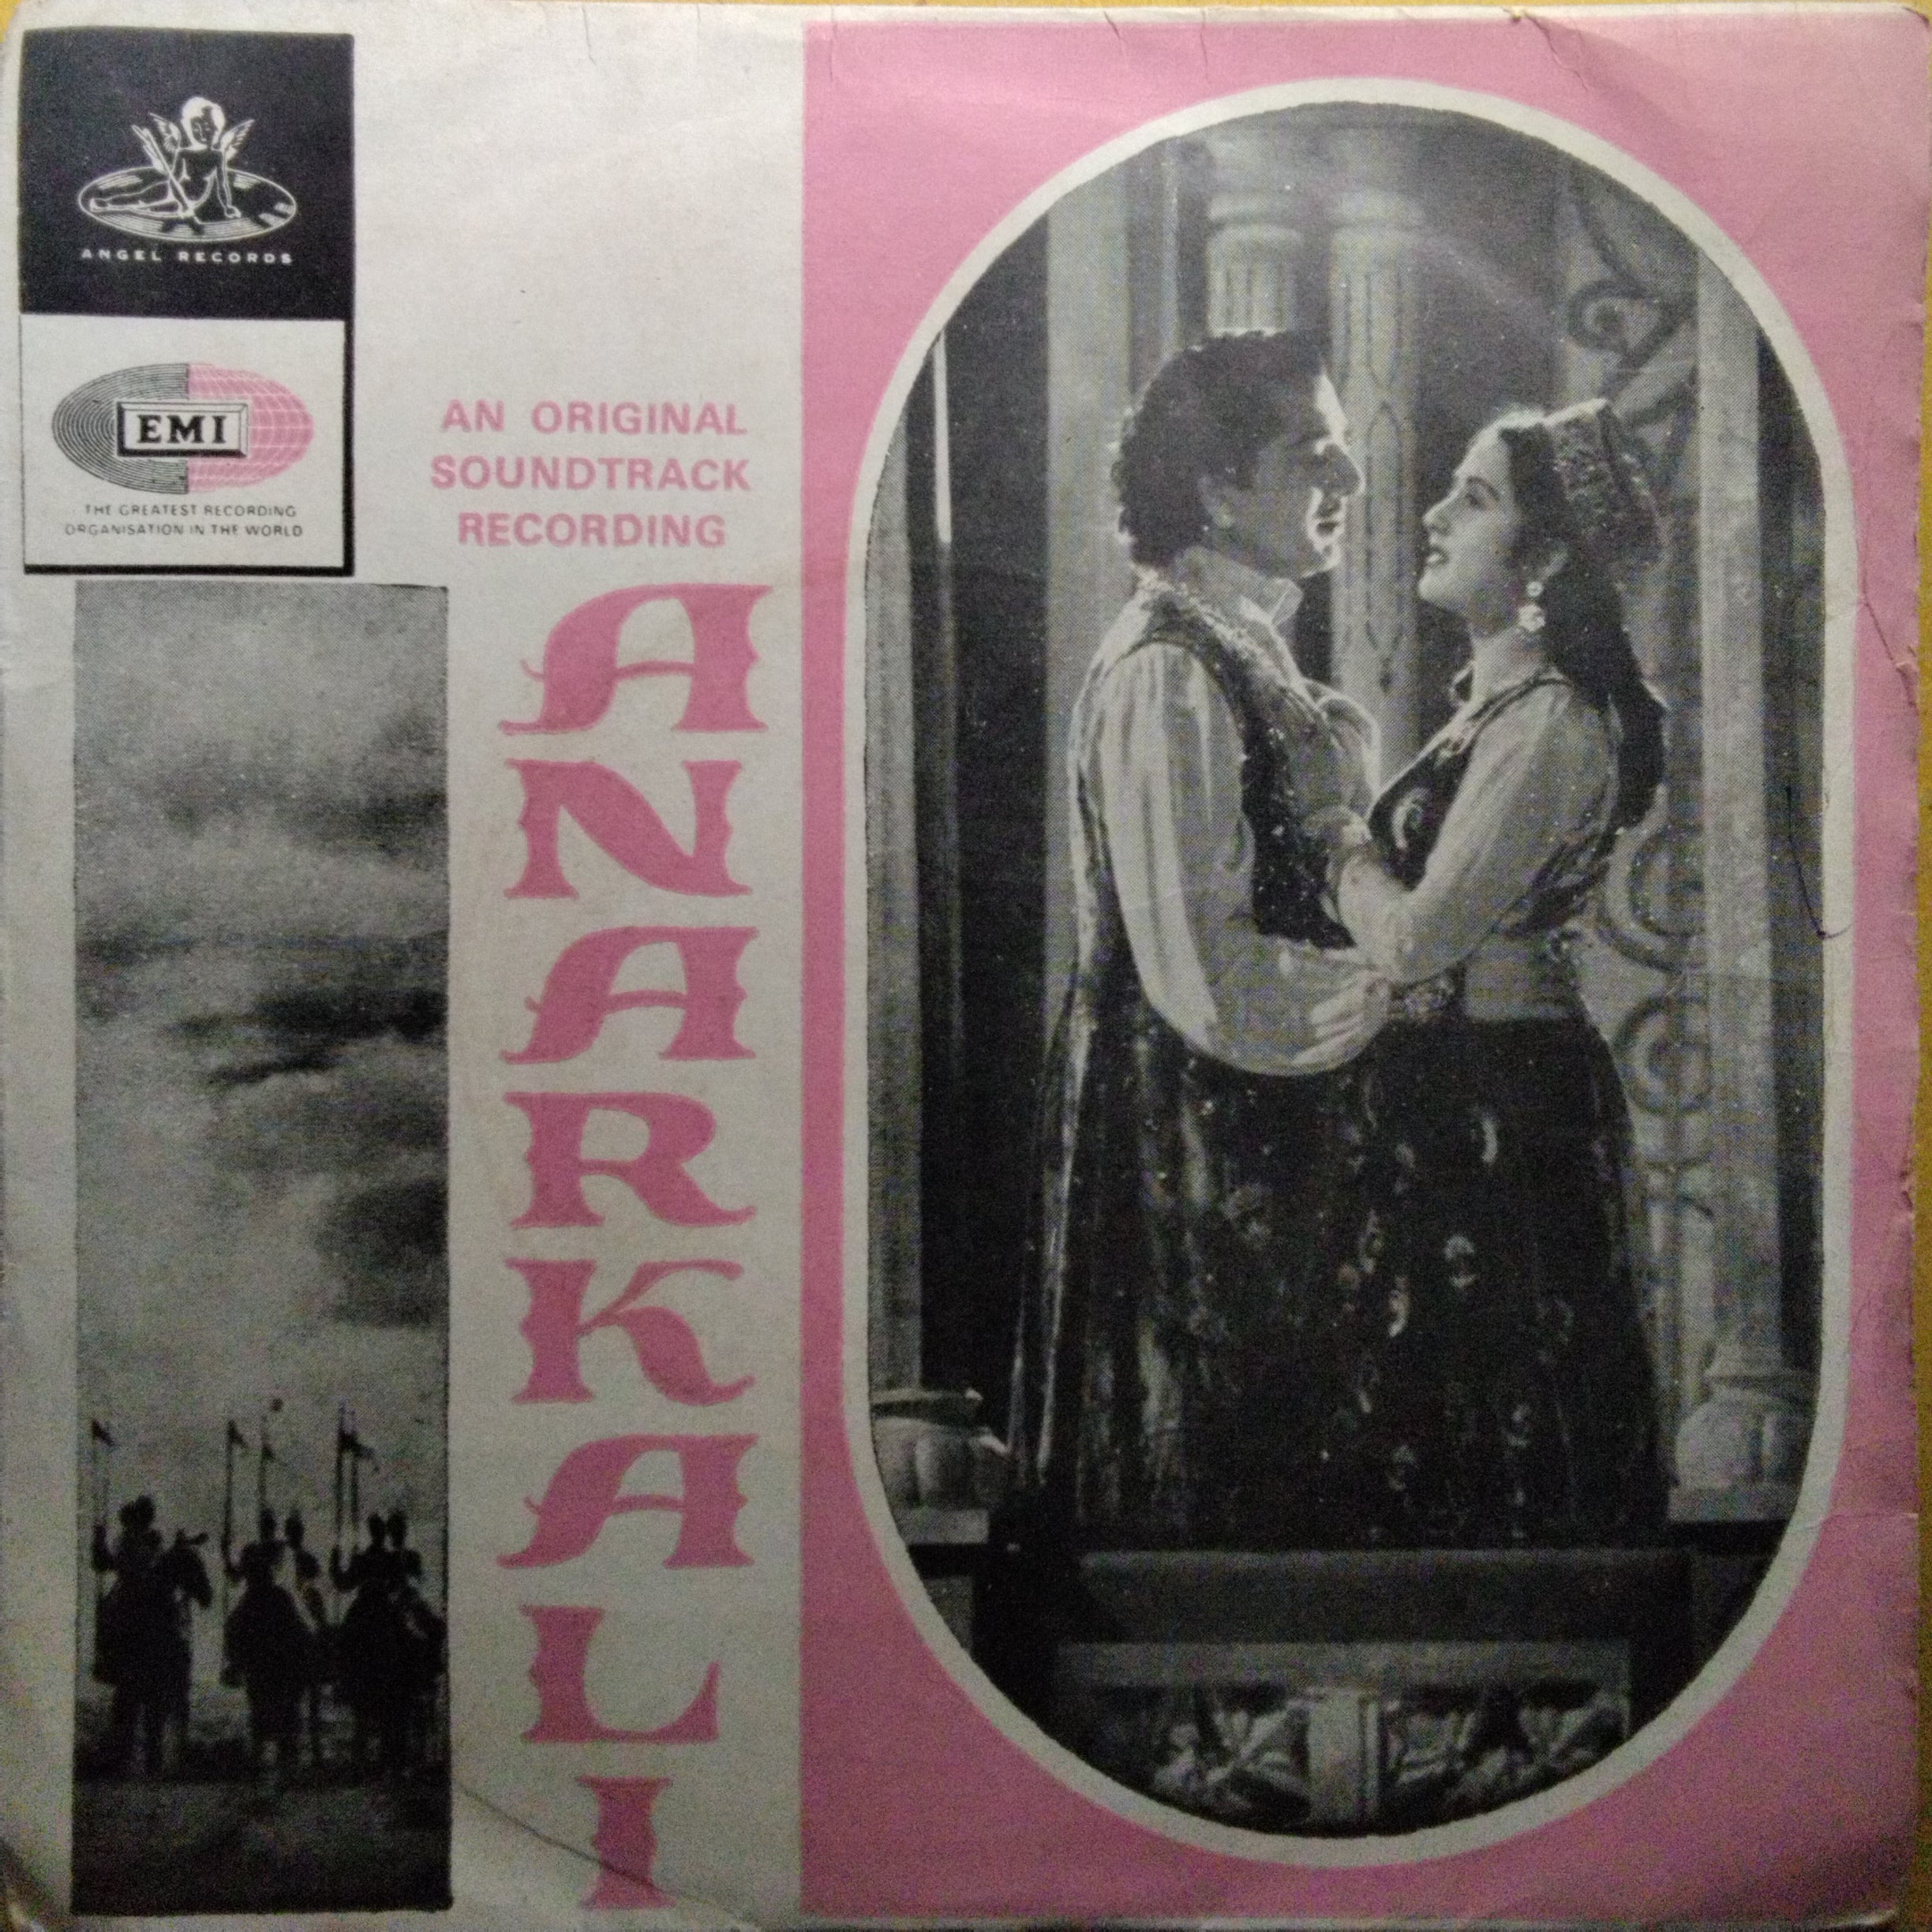 ANGEL RECORDS
EMI
THE GREATEST RECORDING
ORGANISATION IN THE WORLD
AN ORIGINAL
SOUNDTRACK
RECORDING
ANARKALI